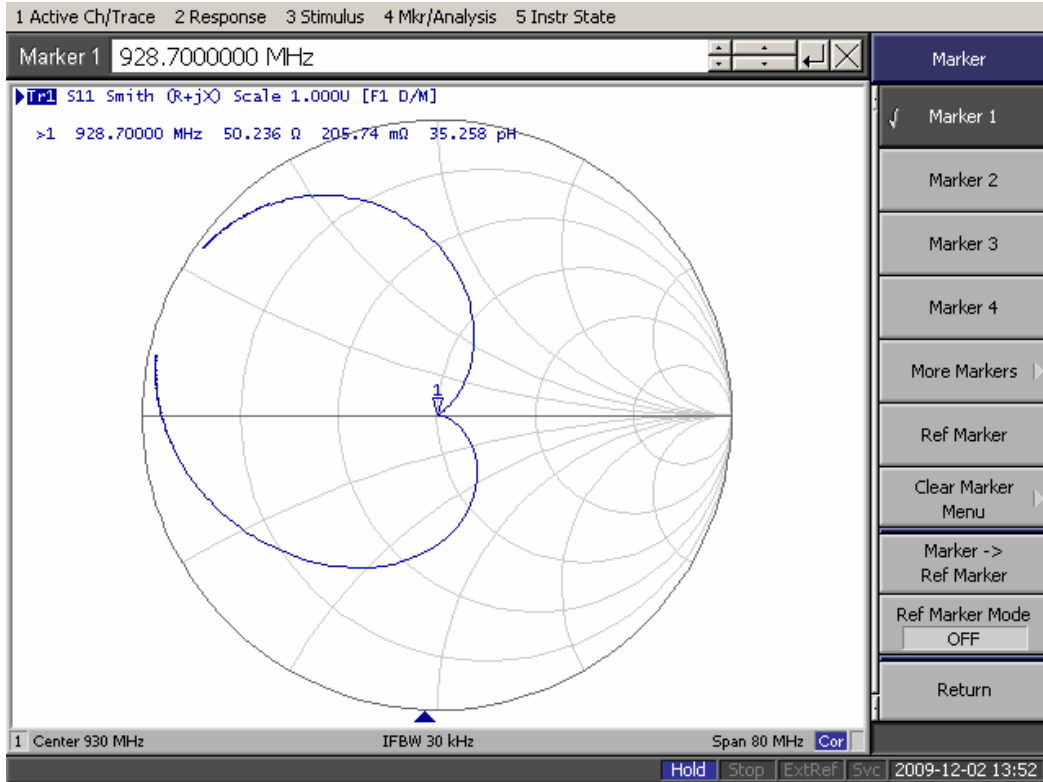 1 Active Ch/Trace 2 Response 3 Stimulus 4 Mkr/Analysis 5 Instr State
Marker 1 928.7000000 MHz
Tr1 S11 Smith (R+jX) Scale 1.000U [F1 D/M]
>1 928.70000 MHz 50.236 Ω 205.74 mΩ 35.258 pH
1
1 Center 930 MHz IFBW 30 kHz Span 80 MHz Cor
Marker
Marker 1
Marker 2
Marker 3
Marker 4
More Markers
Ref Marker
Clear Marker
Menu
Marker ->
Ref Marker
Ref Marker Mode
OFF
Return
Hold Stop ExtRef Svc 2009-12-02 13:52